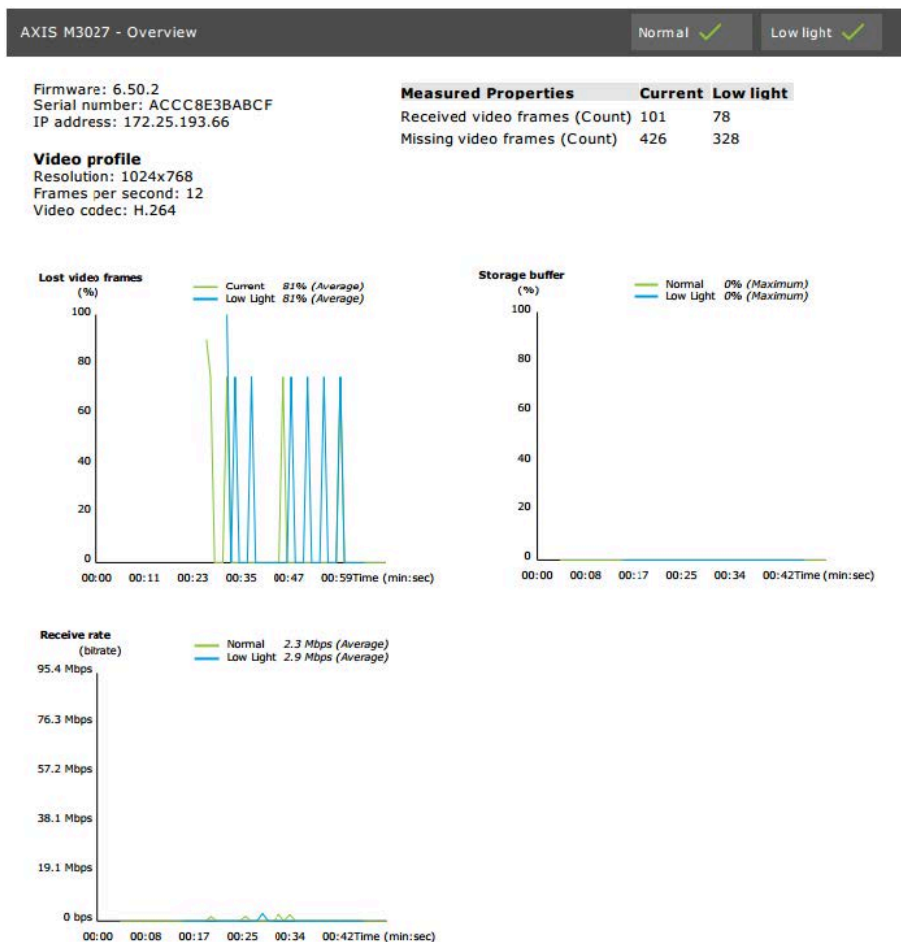 AXIS M3027 - Overview
Normal
Low light
Firmware: 6.50.2
Serial number: ACCC8E3BABCF
IP address: 172.25.193.66
Video profile
Resolution: 1024x768
Frames per second: 12
Video codec: H.264
Measured Properties Current Low light
Received video frames (Count) 101 78
Missing video frames (Count) 426 328
Lost video frames
(%)
Current 81% (Average)
Low Light 81% (Average)
100
80
60
40
20
0
00:00 00:11 00:23 00:35 00:47 00:59Time (min:sec)
Storage buffer
(%)
Normal 0% (Maximum)
Low Light 0% (Maximum)
100
80
60
40
20
0
00:00 00:08 00:17 00:25 00:34 00:42Time (min:sec)
Receive rate
(bitrate)
Normal 2.3 Mbps (Average)
Low Light 2.9 Mbps (Average)
95.4 Mbps
76.3 Mbps
57.2 Mbps
38.1 Mbps
19.1 Mbps
0 bps
00:00 00:08 00:17 00:25 00:34 00:42Time (min:sec)